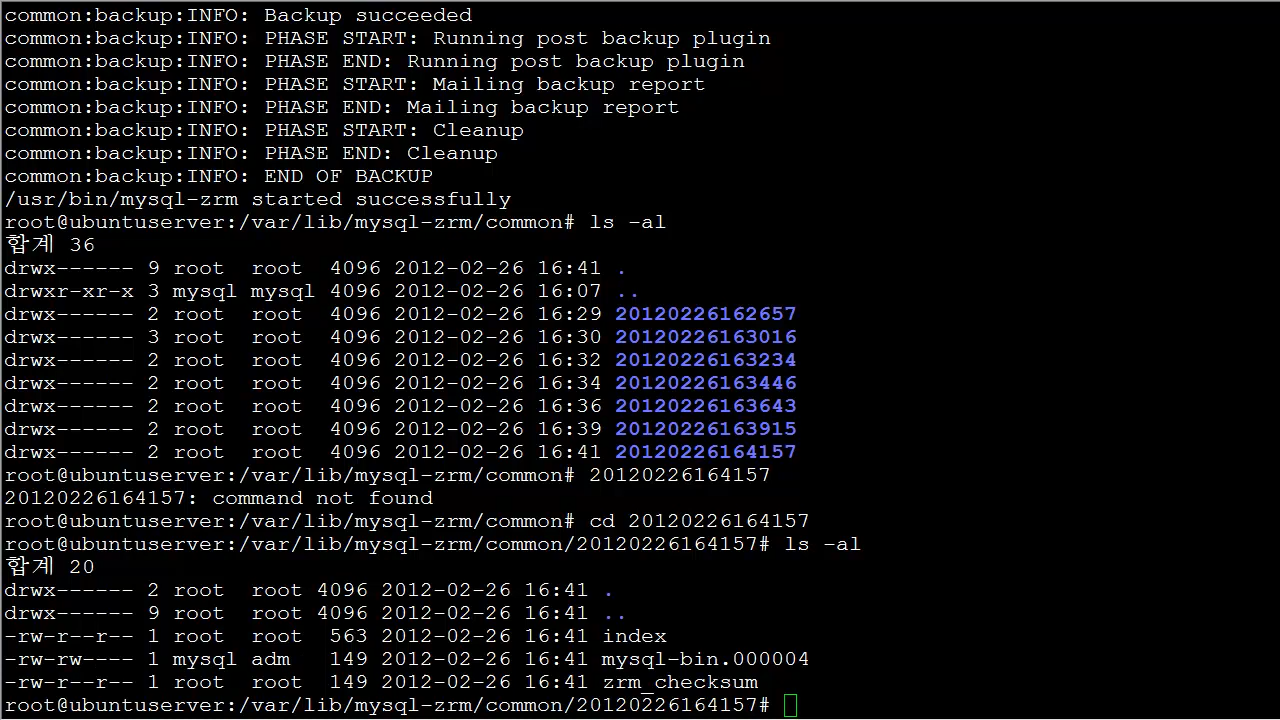 common:backup:INFO: Backup succeeded
common:backup:INFO: PHASE START: Running post backup plugin
common:backup:INFO: PHASE END: Running post backup plugin
common:backup:INFO: PHASE START: Mailing backup report
common:backup:INFO: PHASE END: Mailing backup report
common:backup:INFO: PHASE START: Cleanup
common:backup:INFO: PHASE END: Cleanup
common:backup:INFO: END OF BACKUP
/usr/bin/mysql-zrm started successfully
root@ubuntuserver:/var/lib/mysql-zrm/common# ls -al
합계 36
drwx------ 9 root  root  4096 2012-02-26 16:41 .
drwxr-xr-x 3 mysql mysql 4096 2012-02-26 16:07 ..
drwx------ 2 root  root  4096 2012-02-26 16:29 20120226162657
drwx------ 3 root  root  4096 2012-02-26 16:30 20120226163016
drwx------ 2 root  root  4096 2012-02-26 16:32 20120226163234
drwx------ 2 root  root  4096 2012-02-26 16:34 20120226163446
drwx------ 2 root  root  4096 2012-02-26 16:36 20120226163643
drwx------ 2 root  root  4096 2012-02-26 16:39 20120226163915
drwx------ 2 root  root  4096 2012-02-26 16:41 20120226164157
root@ubuntuserver:/var/lib/mysql-zrm/common# 20120226164157
20120226164157: command not found
root@ubuntuserver:/var/lib/mysql-zrm/common# cd 20120226164157
root@ubuntuserver:/var/lib/mysql-zrm/common/20120226164157# ls -al
합계 20
drwx------ 2 root  root 4096 2012-02-26 16:41 .
drwx------ 9 root  root 4096 2012-02-26 16:41 ..
-rw-r--r-- 1 root  root  563 2012-02-26 16:41 index
-rw-rw---- 1 mysql adm   149 2012-02-26 16:41 mysql-bin.000004
-rw-r--r-- 1 root  root  149 2012-02-26 16:41 zrm_checksum
root@ubuntuserver:/var/lib/mysql-zrm/common/20120226164157#